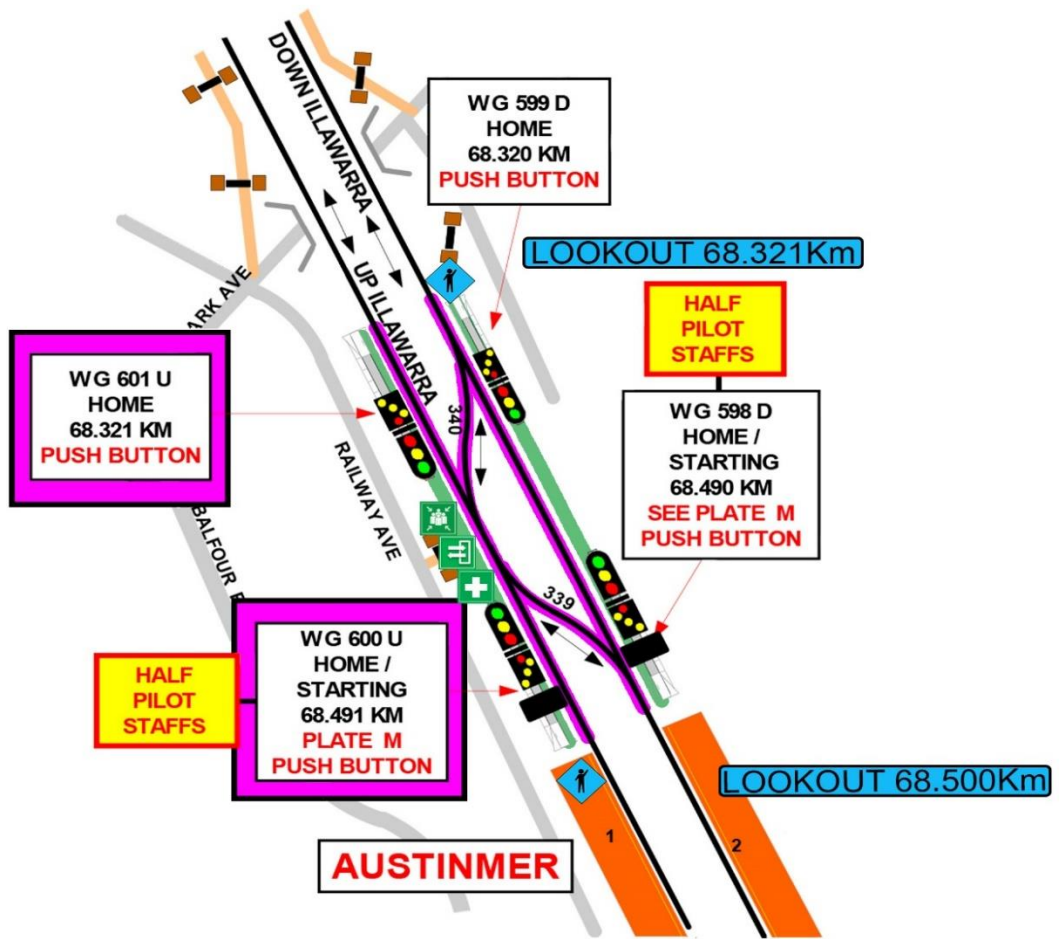 DOWN ILLAWARRA
WG 599 D
HOME
68.320 KM
PUSH BUTTON
LOOKOUT 68.321Km
UP ILLAWARRA
HALF
PILOT
STAFFS
ARK AVE
WG 601 U
HOME
68.321 KM
PUSH BUTTON
340
WG 598 D
HOME /
STARTING
68.490 KM
SEE PLATE M
PUSH BUTTON
RAILWAY AVE
BALFOUR
339
WG 600 U
HOME /
STARTING
68.491 KM
PLATE M
PUSH BUTTON
HALF
PILOT
STAFFS
LOOKOUT 68.500Km
1
2
AUSTINMER